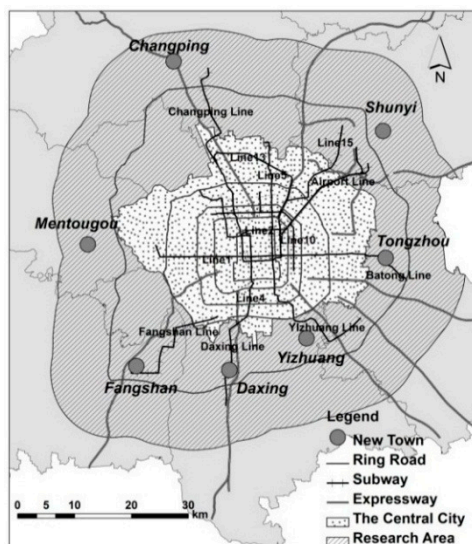 Changping
N
Changping Line
Shunyi
Line15
Line13
Line5
Airport Line
Mentougou
Line2
Line10
Tongzhou
Line1
Batong Line
Line4
Fangshan Line
Yizhuang Line
Daxing Line
Yizhuang
Fangshan
Daxing
Legend
New Town
Ring Road
Subway
Expressway
The Central City
Research Area
0 5 10 20 30
km